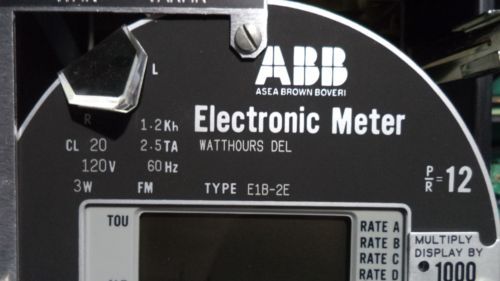 L
ABB
ASEA BROWN BOVERI
R 1.2Kh
Electronic Meter
CL 20 2.5TA
WATTHOURS DEL
120V 60Hz
P/R = 12
3W FM TYPE E1B-2E
TOU
RATE A
RATE B
RATE C
RATE D
MULTIPLY
DISPLAY BY
1000